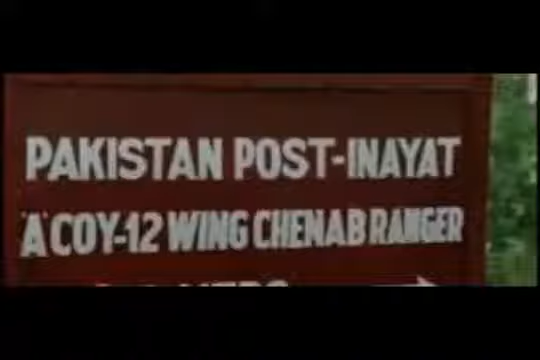 PAKISTAN POST-INAYAT
'A' COY-12 WING CHENAB RANGER